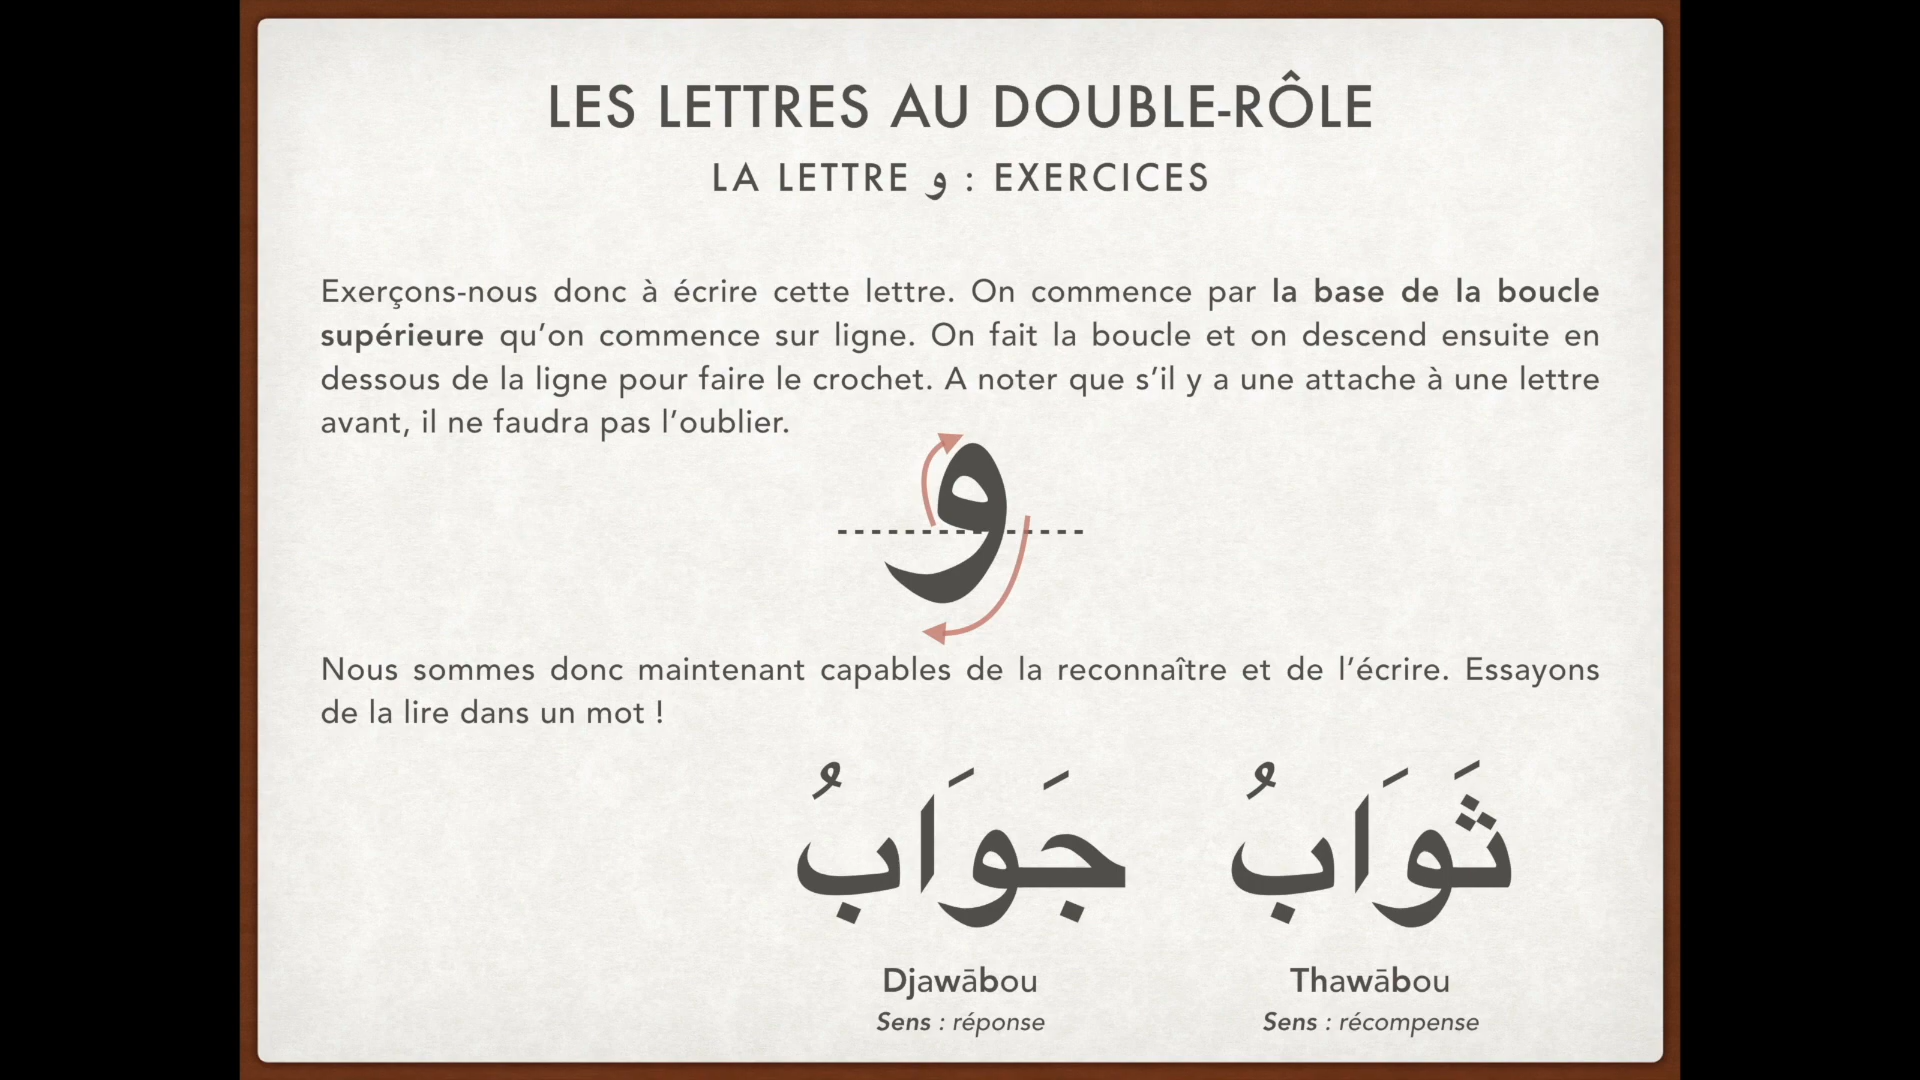 LES LETTRES AU DOUBLE-RÔLE
LA LETTRE و : EXERCICES
Exerçons-nous donc à écrire cette lettre. On commence par la base de la boucle
supérieure qu’on commence sur ligne. On fait la boucle et on descend ensuite en
dessous de la ligne pour faire le crochet. A noter que s’il y a une attache à une lettre
avant, il ne faudra pas l’oublier.
و
Nous sommes donc maintenant capables de la reconnaître et de l’écrire. Essayons
de la lire dans un mot !
ثَوَابُ جَوَابُ
Djawābou Thawābou
Sens : réponse Sens : récompense